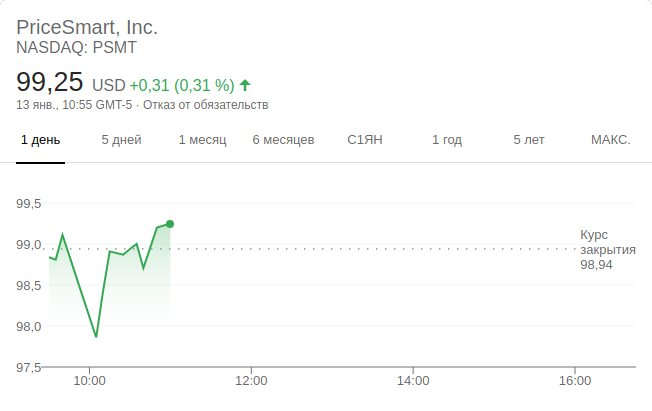 PriceSmart, Inc.
NASDAQ: PSMT
99,25 USD +0,31 (0,31 %)
13 янв., 10:55 GMT-5 · Отказ от обязательств
1 день 5 дней 1 месяц 6 месяцев С1ЯН 1 год 5 лет МАКС.
99,5
99,0
98,5
98,0
97,5
Курс
закрытия
98,94
10:00 12:00 14:00 16:00